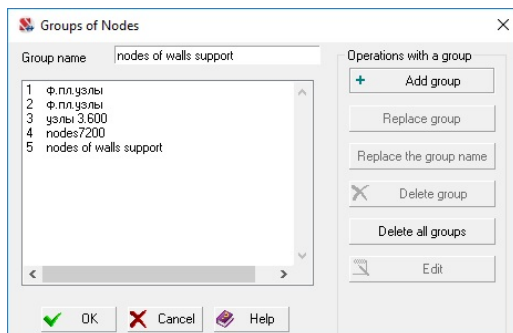 Groups of Nodes
Group name
nodes of walls support
1 ф.пл.узлы
2 ф.пл.узлы
3 узлы 3.600
4 nodes7200
5 nodes of walls support
Operations with a group
Add group
Replace group
Replace the group name
Delete group
Delete all groups
Edit
OK
Cancel
Help